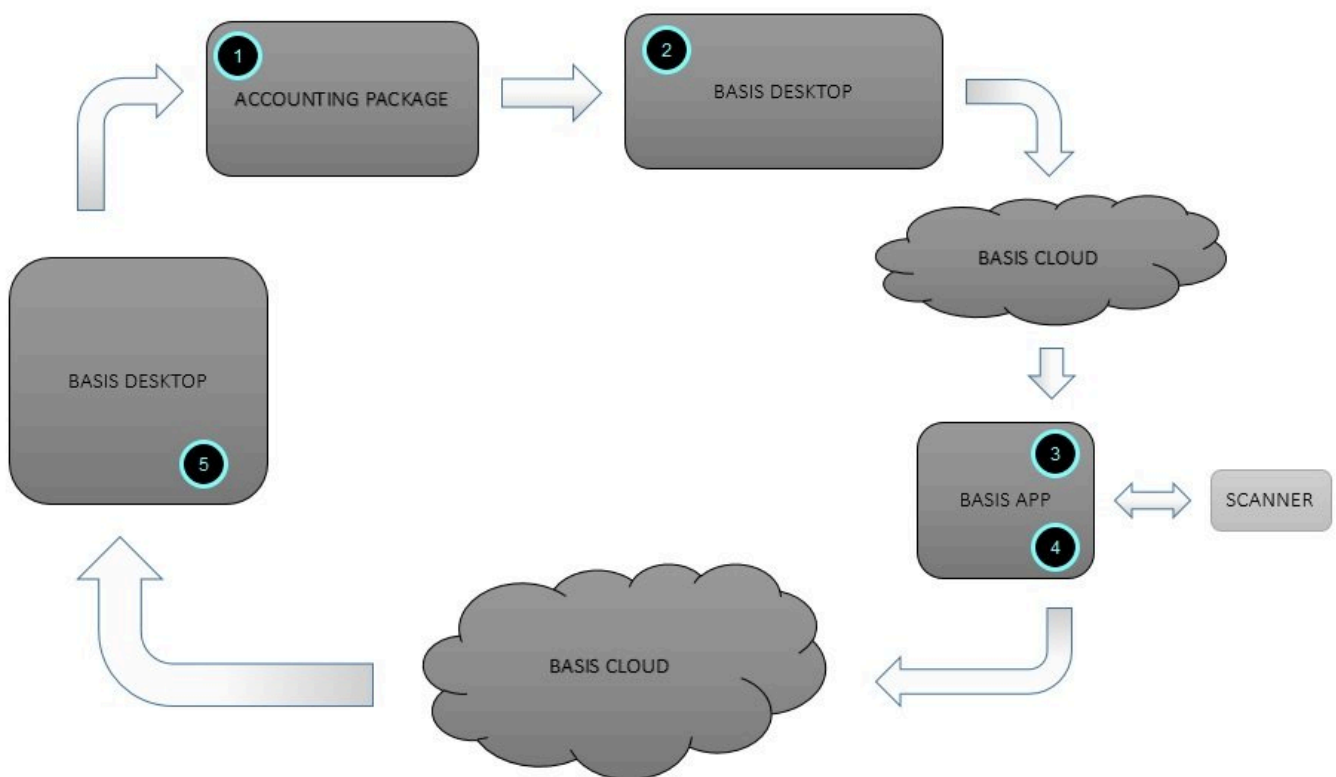 1
ACCOUNTING PACKAGE
2
BASIS DESKTOP
BASIS CLOUD
3
BASIS APP
4
SCANNER
BASIS CLOUD
BASIS DESKTOP
5